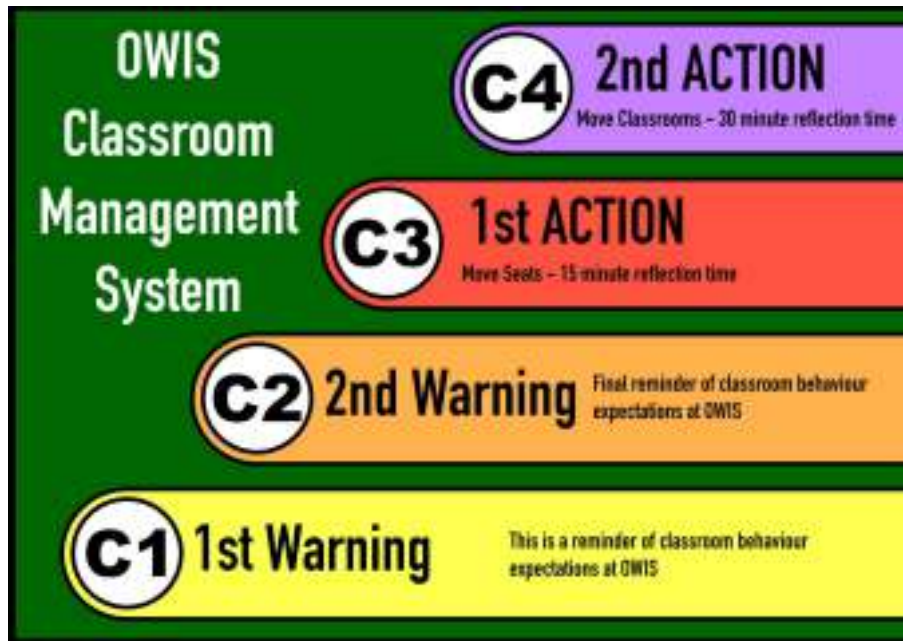 OWIS
Classroom
Management
System
C4
2nd ACTION
Move Classrooms – 30 minute reflection time
C3
1st ACTION
Move Seats – 15 minute reflection time
C2
2nd Warning
Final reminder of classroom behaviour
expectations at OWIS
C1
1st Warning
This is a reminder of classroom behaviour
expectations at OWIS